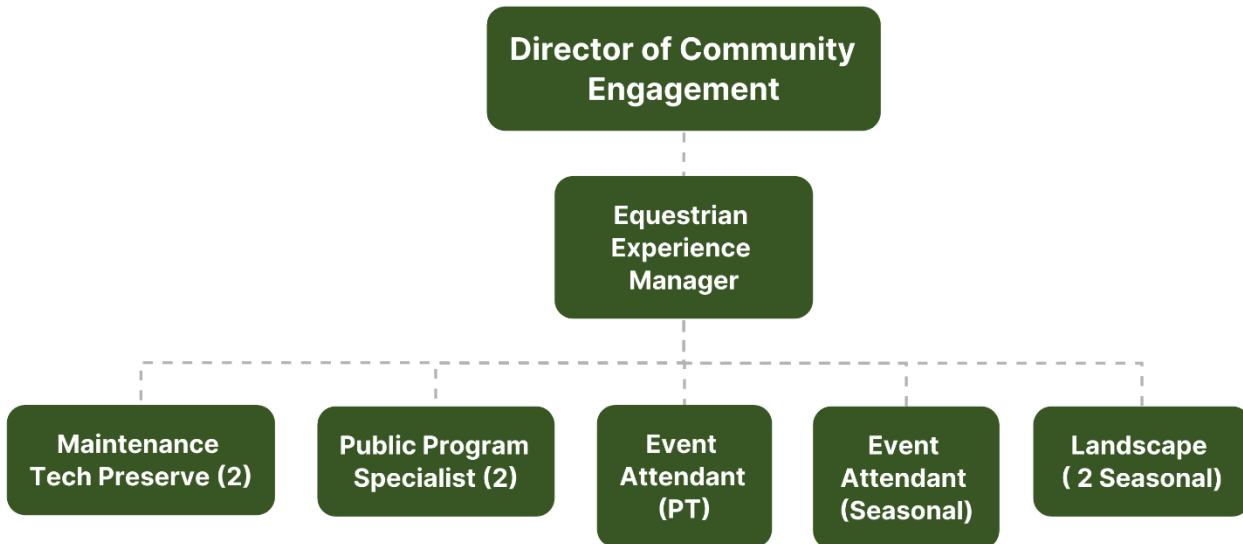 Director of Community
Engagement
Equestrian
Experience
Manager
Maintenance
Tech Preserve (2)
Public Program
Specialist (2)
Event
Attendant
(PT)
Event
Attendant
(Seasonal)
Landscape
( 2 Seasonal)